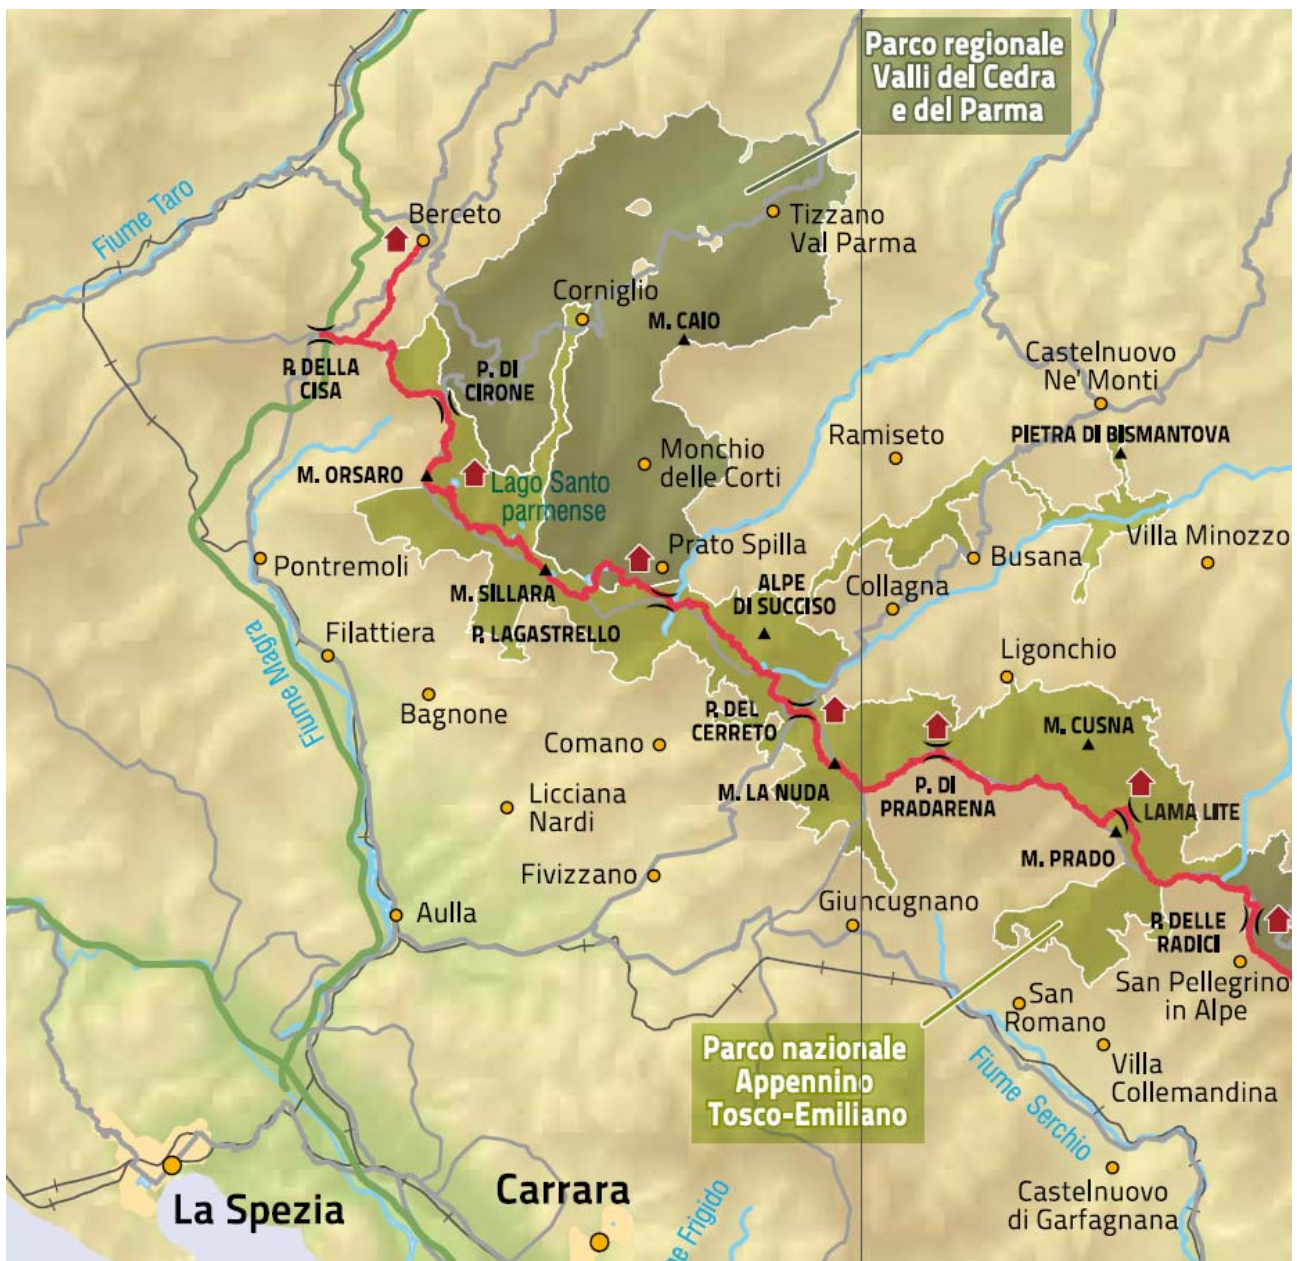 Parco regionale
Valli del Cedra
e del Parma
Fiume Taro
Berceto
Tizzano
Val Parma
Corniglio
M. CAIO
P. DELLA
CISA
P. DI
CIRONE
Castelnuovo
Ne' Monti
Ramiseto
PIETRA DI BISMANTOVA
M. ORSARO
Lago Santo
parmense
Monchio
delle Corti
Pontremoli
Prato Spilla
Busana
Villa Minozzo
M. SILLARA
ALPE
DI SUCCISO
Collagna
Filattiera
P. LAGASTRELLO
Ligonchio
Fiume Magra
Bagnone
P. DEL
CERRETO
M. CUSNA
Comano
M. LA NUDA
P. DI
PRADARENA
LAMA LITE
Licciana
Nardi
M. PRADO
Fivizzano
Giuncugnano
Aulla
P. DELLE
RADICI
San Pellegrino
in Alpe
San
Romano
Parco nazionale
Appennino
Tosco-Emiliano
Villa
Collemandina
Fiume Serchio
La Spezia
Carrara
me Frigido
Castelnuovo
di Garfagnana